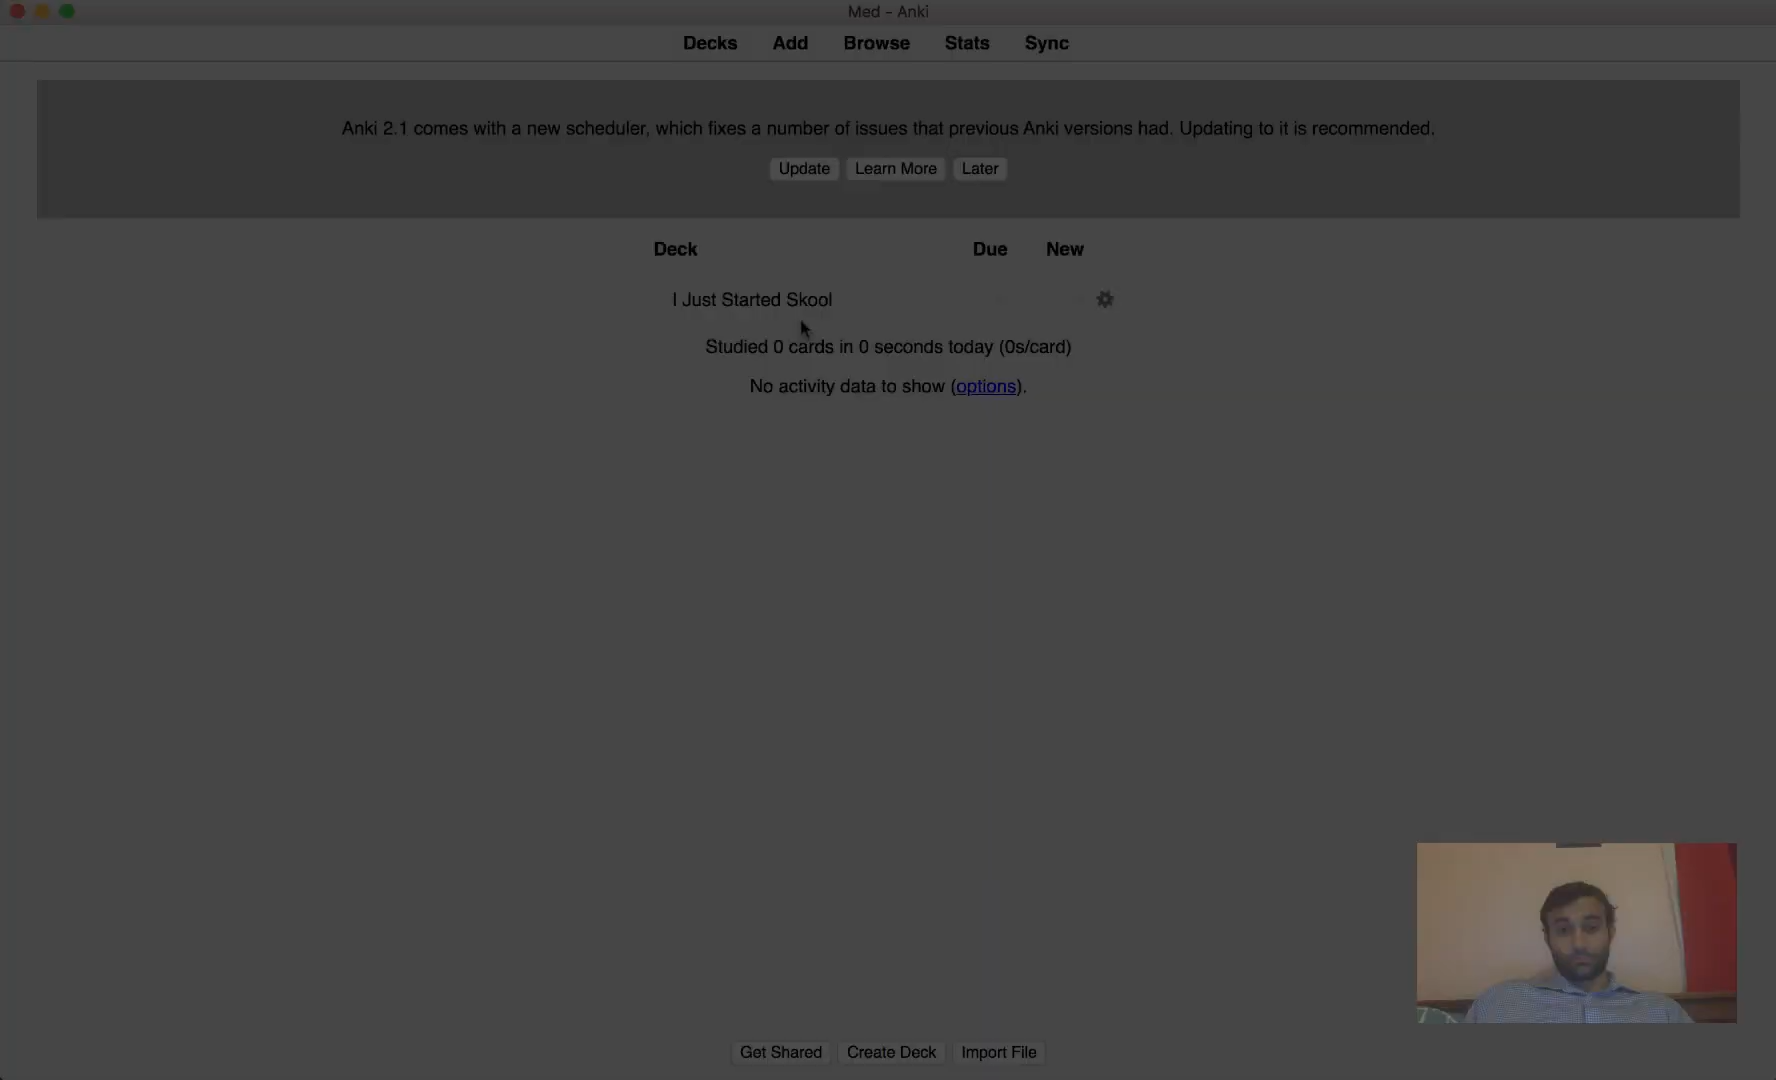 Med - Anki
Decks Add Browse Stats Sync
Anki 2.1 comes with a new scheduler, which fixes a number of issues that previous Anki versions had. Updating to it is recommended.
Update Learn More Later
Deck Due New
I Just Started Skool
Studied 0 cards in 0 seconds today (0s/card)
No activity data to show (options).
Get Shared Create Deck Import File